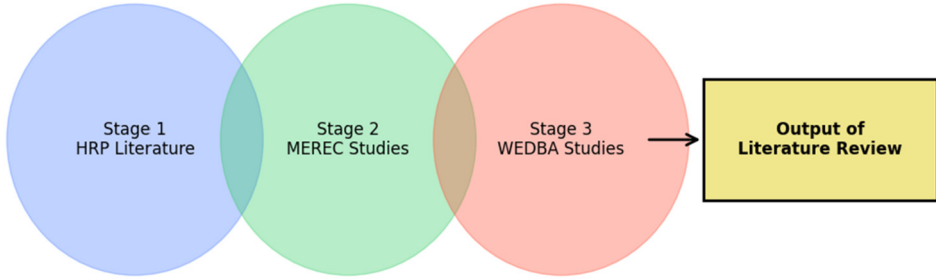 Stage 1
HRP Literature
Stage 2
MEREC Studies
Stage 3
WEDBA Studies
Output of
Literature Review